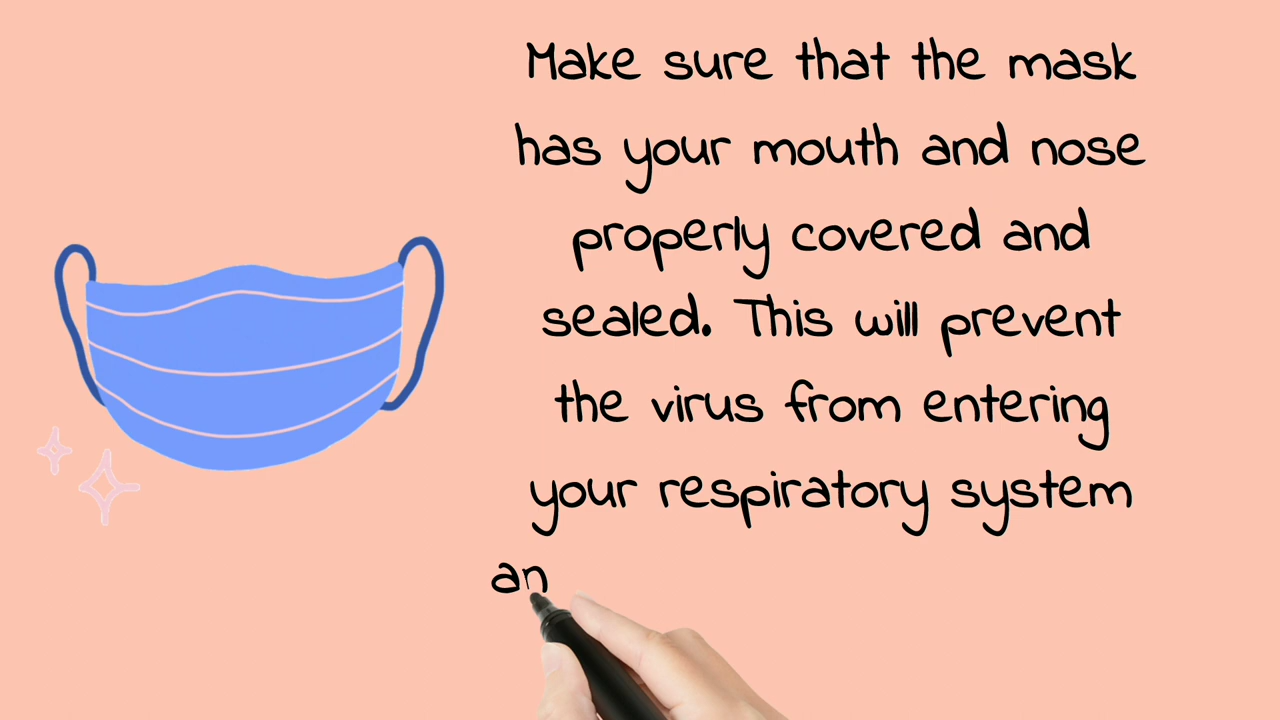 Make sure that the mask
has your mouth and nose
properly covered and
sealed. This will prevent
the virus from entering
your respiratory system
an